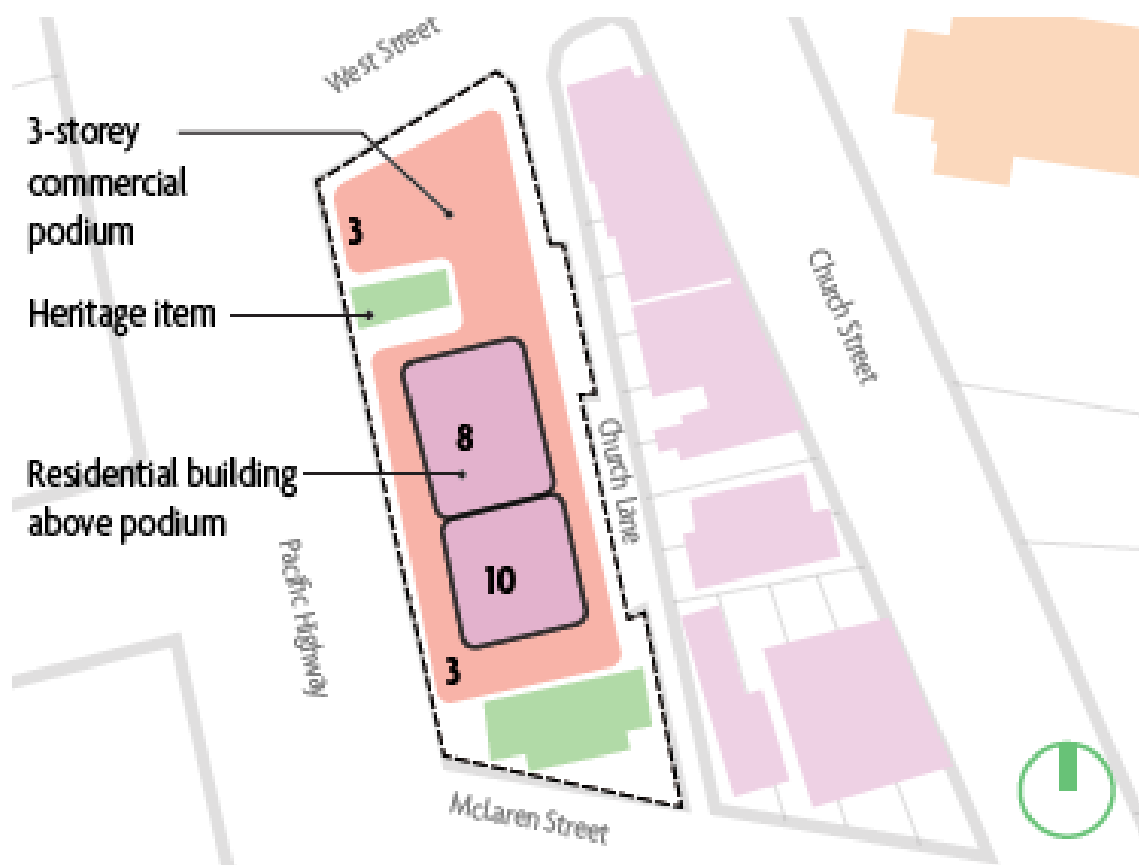 West Street
3-storey
commercial
podium
3
Heritage item
Church Street
8
Church Lane
Residential building
above podium
Pacific Highway
10
3
McLaren Street